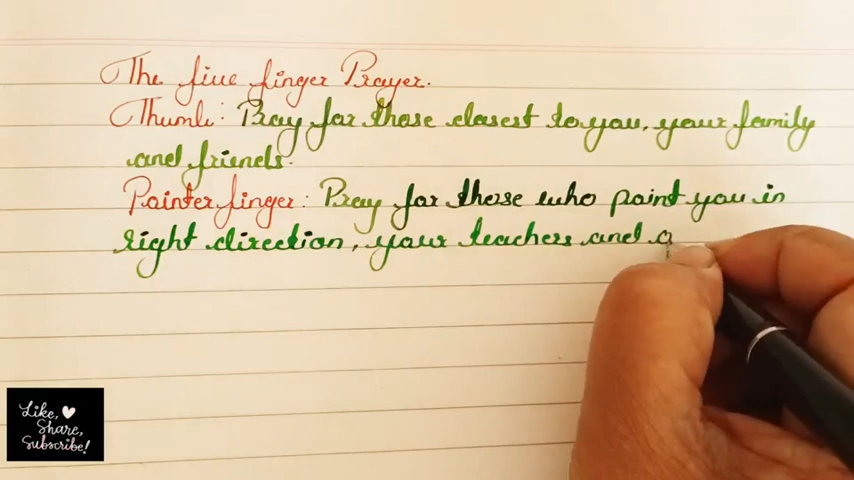 The five finger Prayer.
Thumb: Pray for those closest to you, your family
and friends.
Pointer finger: Pray for those who point you in
right direction, your teachers and
Like,
Share,
Subscribe!